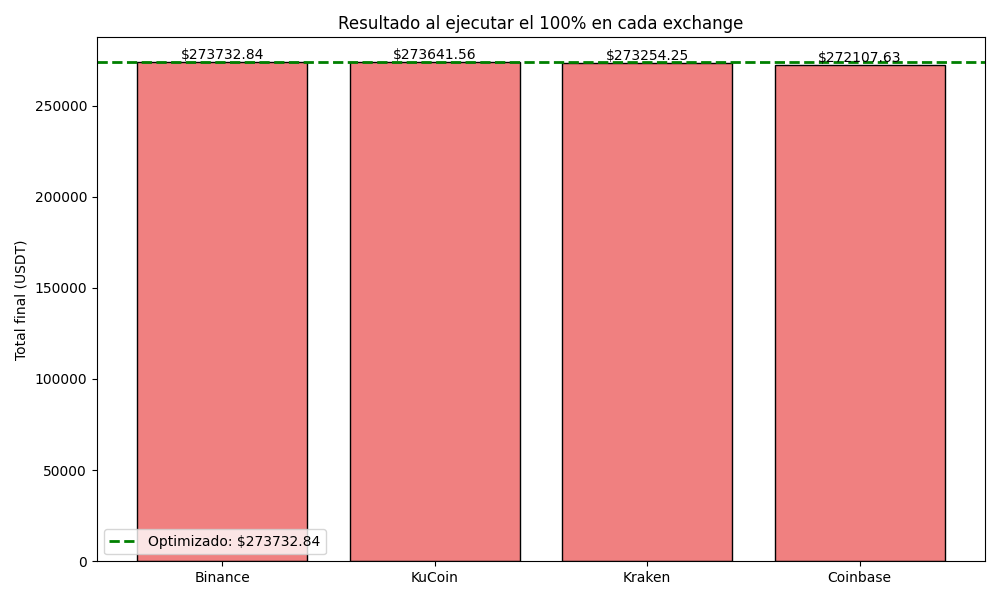 Resultado al ejecutar el 100% en cada exchange
$273732.84
$273641.56
$273254.25
$272107.63
Total final (USDT)
250000
200000
150000
100000
50000
0
Optimizado: $273732.84
Binance
KuCoin
Kraken
Coinbase